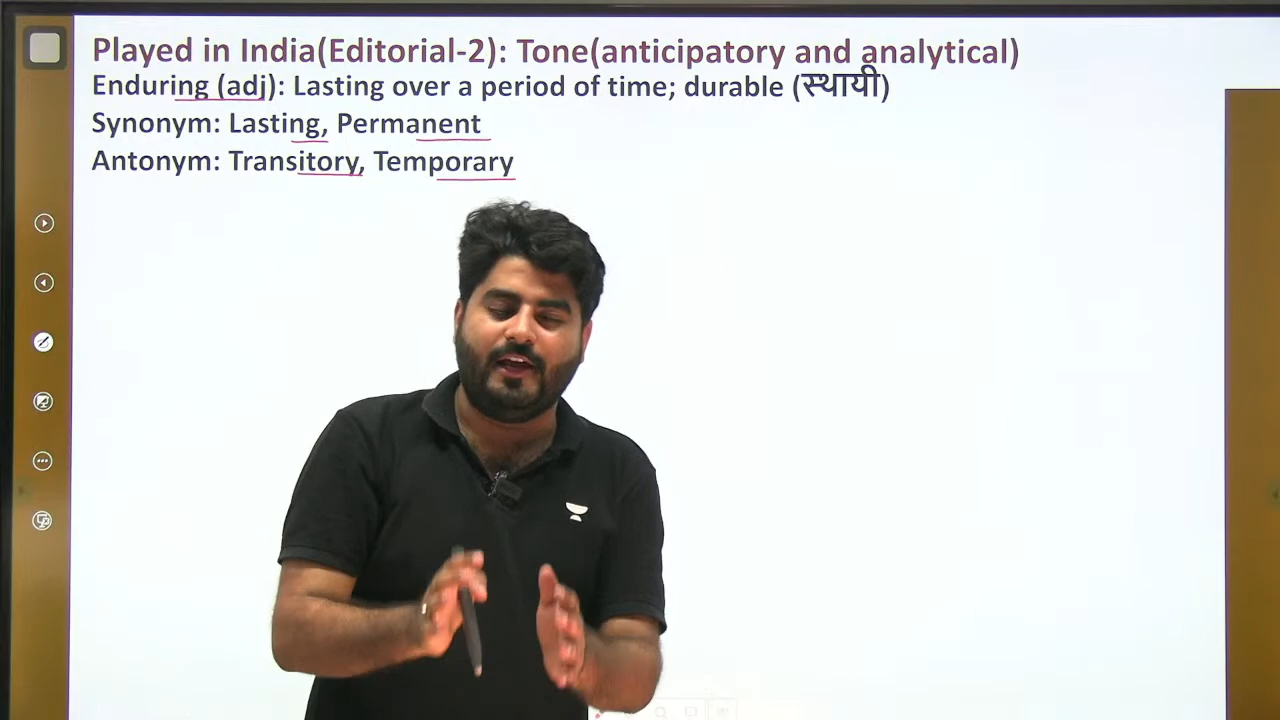 Played in India(Editorial-2): Tone(anticipatory and analytical)
Enduring (adj): Lasting over a period of time; durable (स्थायी)
Synonym: Lasting, Permanent
Antonym: Transitory, Temporary